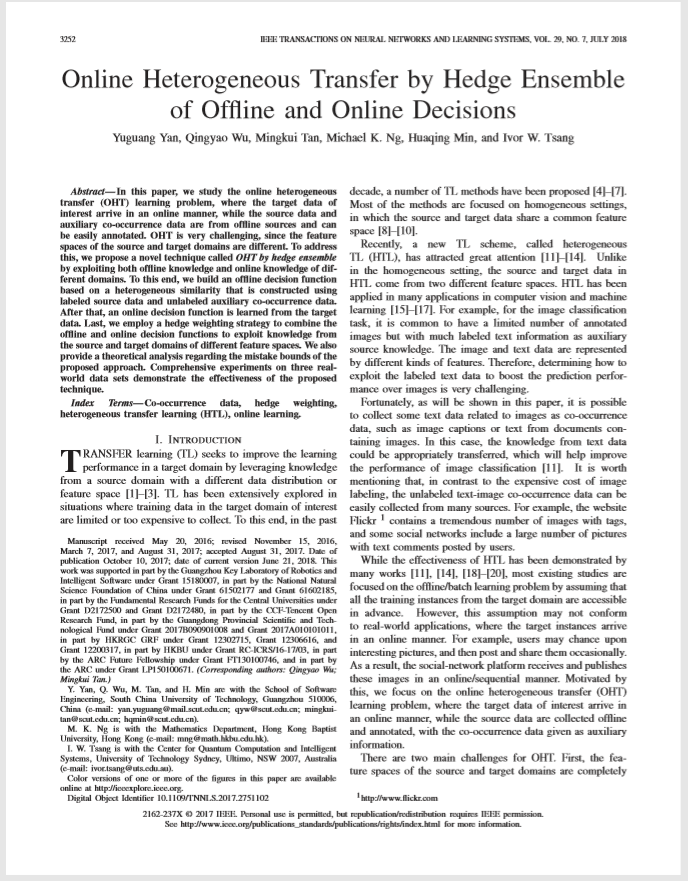 3252
IEEE TRANSACTIONS ON NEURAL NETWORKS AND LEARNING SYSTEMS, VOL. 29, NO. 7, JULY 2018
Online Heterogeneous Transfer by Hedge Ensemble
of Offline and Online Decisions
Yuguang Yan, Qingyao Wu, Mingkui Tan, Michael K. Ng, Huaqing Min, and Ivor W. Tsang
Abstract—In this paper, we study the online heterogeneous
transfer (OHT) learning problem, where the target data of
interest arrive in an online manner, while the source data and
auxiliary co-occurrence data are from offline sources and can
be easily annotated. OHT is very challenging, since the feature
spaces of the source and target domains are different. To address
this, we propose a novel technique called OHT by hedge ensemble
by exploiting both offline knowledge and online knowledge of dif-
ferent domains. To this end, we build an offline decision function
based on a heterogeneous similarity that is constructed using
labeled source data and unlabeled auxiliary co-occurrence data.
After that, an online decision function is learned from the target
data. Last, we employ a hedge weighting strategy to combine the
offline and online decision functions to exploit knowledge from
the source and target domains of different feature spaces. We also
provide a theoretical analysis regarding the mistake bounds of the
proposed approach. Comprehensive experiments on three real-
world data sets demonstrate the effectiveness of the proposed
technique.
Index Terms—Co-occurrence data, hedge weighting,
heterogeneous transfer learning (HTL), online learning.
I. INTRODUCTION
TRANSFER learning (TL) seeks to improve the learning
performance in a target domain by leveraging knowledge
from a source domain with a different data distribution or
feature space [1]–[3]. TL has been extensively explored in
situations where training data in the target domain of interest
are limited or too expensive to collect. To this end, in the past
Manuscript received May 20, 2016; revised November 15, 2016,
March 7, 2017, and August 31, 2017; accepted August 31, 2017. Date of
publication October 10, 2017; date of current version June 21, 2018. This
work was supported in part by the Guangzhou Key Laboratory of Robotics and
Intelligent Software under Grant 15180007, in part by the National Natural
Science Foundation of China under Grant 61502177 and Grant 61602185,
in part by the Fundamental Research Funds for the Central Universities under
Grant D2172500 and Grant D2172480, in part by the CCF-Tencent Open
Research Fund, in part by the Guangdong Provincial Scientific and Tech-
nological Fund under Grant 2017B090901008 and Grant 2017A010101011,
in part by HKRGC GRF under Grant 12302715, Grant 12306616, and
Grant 12200317, in part by HKBU under Grant RC-ICRS/16-17/03, in part
by the ARC Future Fellowship under Grant FT130100746, and in part by
the ARC under Grant LP150100671. (Corresponding authors: Qingyao Wu;
Mingkui Tan.)
Y. Yan, Q. Wu, M. Tan, and H. Min are with the School of Software
Engineering, South China University of Technology, Guangzhou 510006,
China (e-mail: yan.yuguang@mail.scut.edu.cn; qyw@scut.edu.cn; mingkui-
tan@scut.edu.cn; hqmin@scut.edu.cn).
M. K. Ng is with the Mathematics Department, Hong Kong Baptist
University, Hong Kong (e-mail: mng@math.hkbu.edu.hk).
I. W. Tsang is with the Center for Quantum Computation and Intelligent
Systems, University of Technology Sydney, Ultimo, NSW 2007, Australia
(e-mail: ivor.tsang@uts.edu.au).
Color versions of one or more of the figures in this paper are available
online at http://ieeexplore.ieee.org.
Digital Object Identifier 10.1109/TNNLS.2017.2751102
decade, a number of TL methods have been proposed [4]–[7].
Most of the methods are focused on homogeneous settings,
in which the source and target data share a common feature
space [8]–[10].
Recently, a new TL scheme, called heterogeneous
TL (HTL), has attracted great attention [11]–[14]. Unlike
in the homogeneous setting, the source and target data in
HTL come from two different feature spaces. HTL has been
applied in many applications in computer vision and machine
learning [15]–[17]. For example, for the image classification
task, it is common to have a limited number of annotated
images but with much labeled text information as auxiliary
source knowledge. The image and text data are represented
by different kinds of features. Therefore, determining how to
exploit the labeled text data to boost the prediction perfor-
mance over images is very challenging.
Fortunately, as will be shown in this paper, it is possible
to collect some text data related to images as co-occurrence
data, such as image captions or text from documents con-
taining images. In this case, the knowledge from text data
could be appropriately transferred, which will help improve
the performance of image classification [11]. It is worth
mentioning that, in contrast to the expensive cost of image
labeling, the unlabeled text-image co-occurrence data can be
easily collected from many sources. For example, the website
Flickr 1 contains a tremendous number of images with tags,
and some social networks include a large number of pictures
with text comments posted by users.
While the effectiveness of HTL has been demonstrated by
many works [11], [14], [18]–[20], most existing studies are
focused on the offline/batch learning problem by assuming that
all the training instances from the target domain are accessible
in advance. However, this assumption may not conform
to real-world applications, where the target instances arrive
in an online manner. For example, users may chance upon
interesting pictures, and then post and share them occasionally.
As a result, the social-network platform receives and publishes
these images in an online/sequential manner. Motivated by
this, we focus on the online heterogeneous transfer (OHT)
learning problem, where the target data of interest arrive in
an online manner, while the source data are collected offline
and annotated, with the co-occurrence data given as auxiliary
information.
There are two main challenges for OHT. First, the fea-
ture spaces of the source and target domains are completely
1http://www.flickr.com
2162-237X © 2017 IEEE. Personal use is permitted, but republication/redistribution requires IEEE permission.
See http://www.ieee.org/publications_standards/publications/rights/index.html for more information.